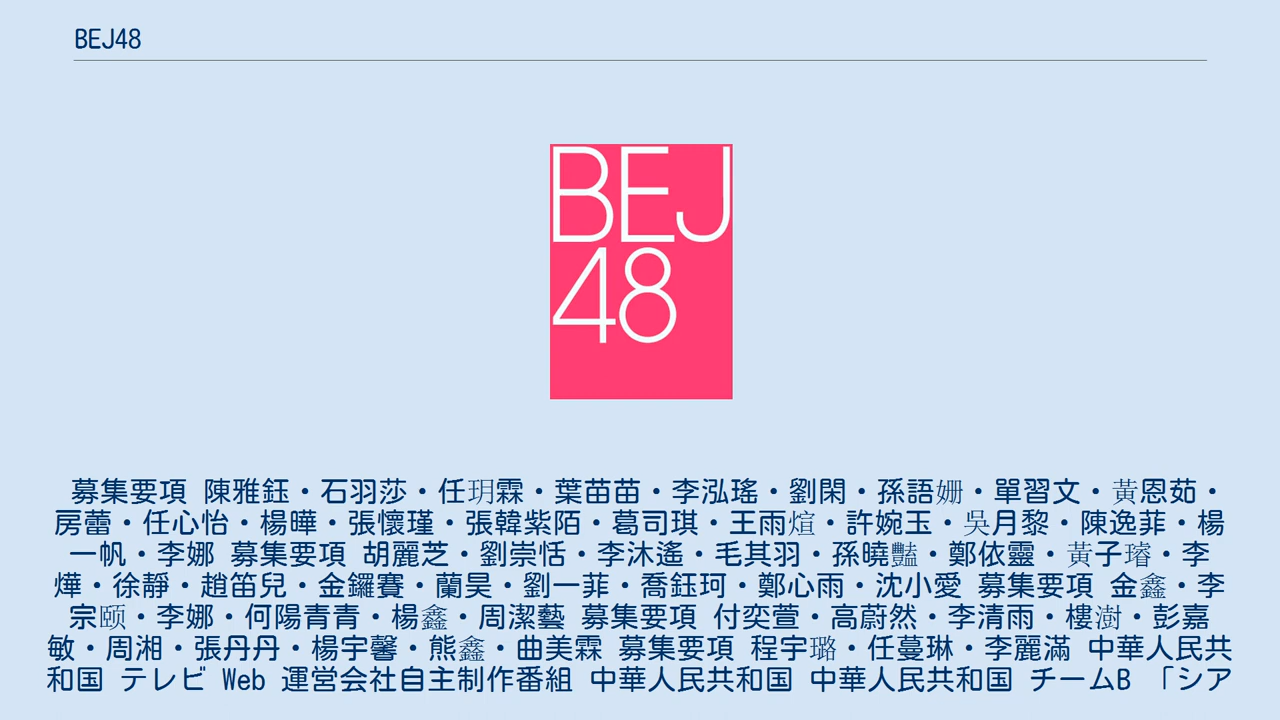 BEJ48
BEJ
48
募集要項 陳雅鈺・石羽莎・任玥霖・葉苗苗・李泓瑤・劉閑・孫語姗・單習文・黃恩茹・
房蕾・任心怡・楊曄・張懷瑾・張韓紫陌・葛司琪・王雨煊・許婉玉・吳月黎・陳逸菲・楊
一帆・李娜 募集要項 胡麗芝・劉崇恬・李沐遙・毛其羽・孫曉豔・鄭依靈・黃子璿・李
燁・徐靜・趙笛兒・金鑼賽・蘭昊・劉一菲・喬鈺珂・鄭心雨・沈小愛 募集要項 金鑫・李
宗颐・李娜・何陽青青・楊鑫・周潔藝 募集要項 付奕萱・高蔚然・李清雨・樓澍・彭嘉
敏・周湘・張丹丹・楊宇馨・熊鑫・曲美霖 募集要項 程宇璐・任蔓琳・李麗滿 中華人民共
和国 テレビ Web 運営会社自主制作番組 中華人民共和国 中華人民共和国 チームB 「シア